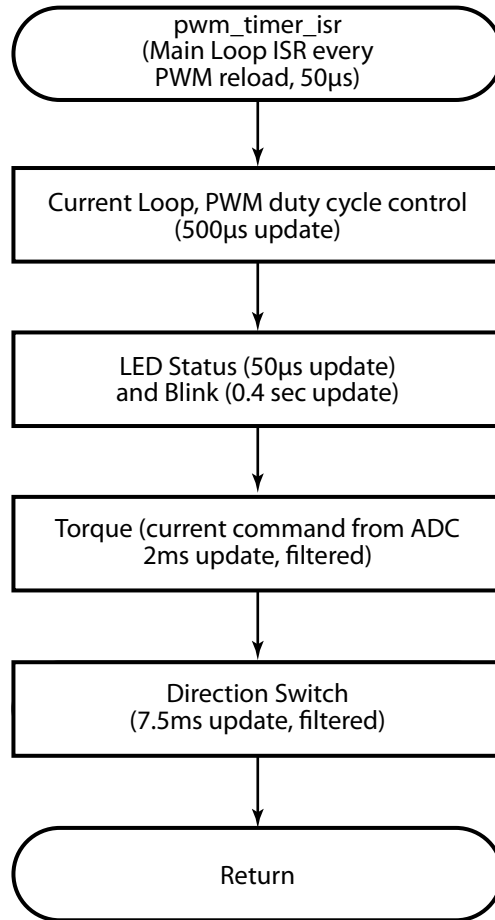 pwm_timer_isr
(Main Loop ISR every
PWM reload, 50µs)
Current Loop, PWM duty cycle control
(500µs update)
LED Status (50µs update)
and Blink (0.4 sec update)
Torque (current command from ADC
2ms update, filtered)
Direction Switch
(7.5ms update, filtered)
Return